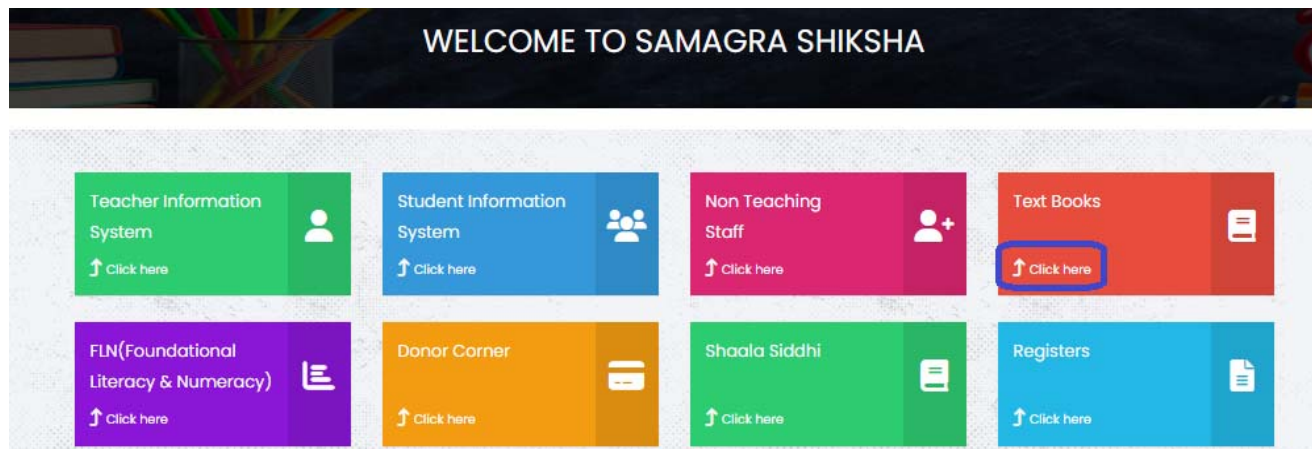 WELCOME TO SAMAGRA SHIKSHA
Teacher Information
System
Click here
Student Information
System
Click here
Non Teaching
Staff
Click here
Text Books
Click here
FLN(Foundational
Literacy & Numeracy)
Click here
Donor Corner
Click here
Shaala Siddhi
Click here
Registers
Click here